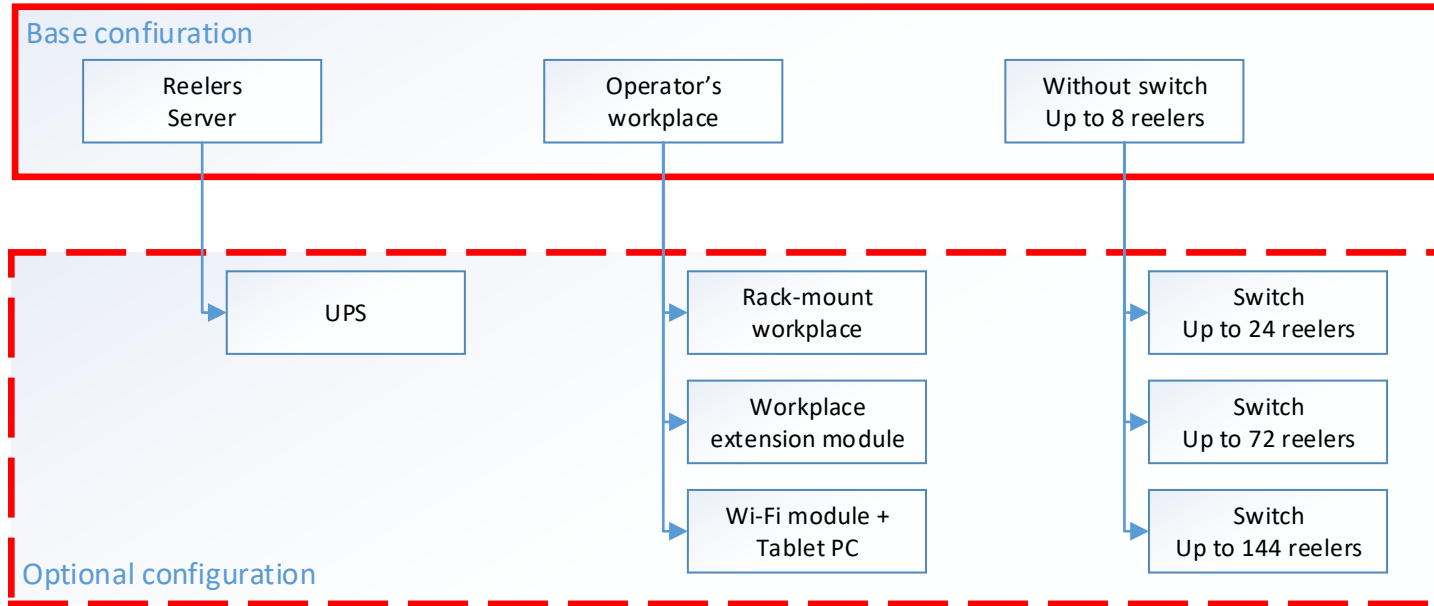 Base confiuration
Reelers
Server
Operator’s
workplace
Without switch
Up to 8 reelers
UPS
Rack-mount
workplace
Switch
Up to 24 reelers
Workplace
extension module
Switch
Up to 72 reelers
Wi-Fi module +
Tablet PC
Switch
Up to 144 reelers
Optional configuration